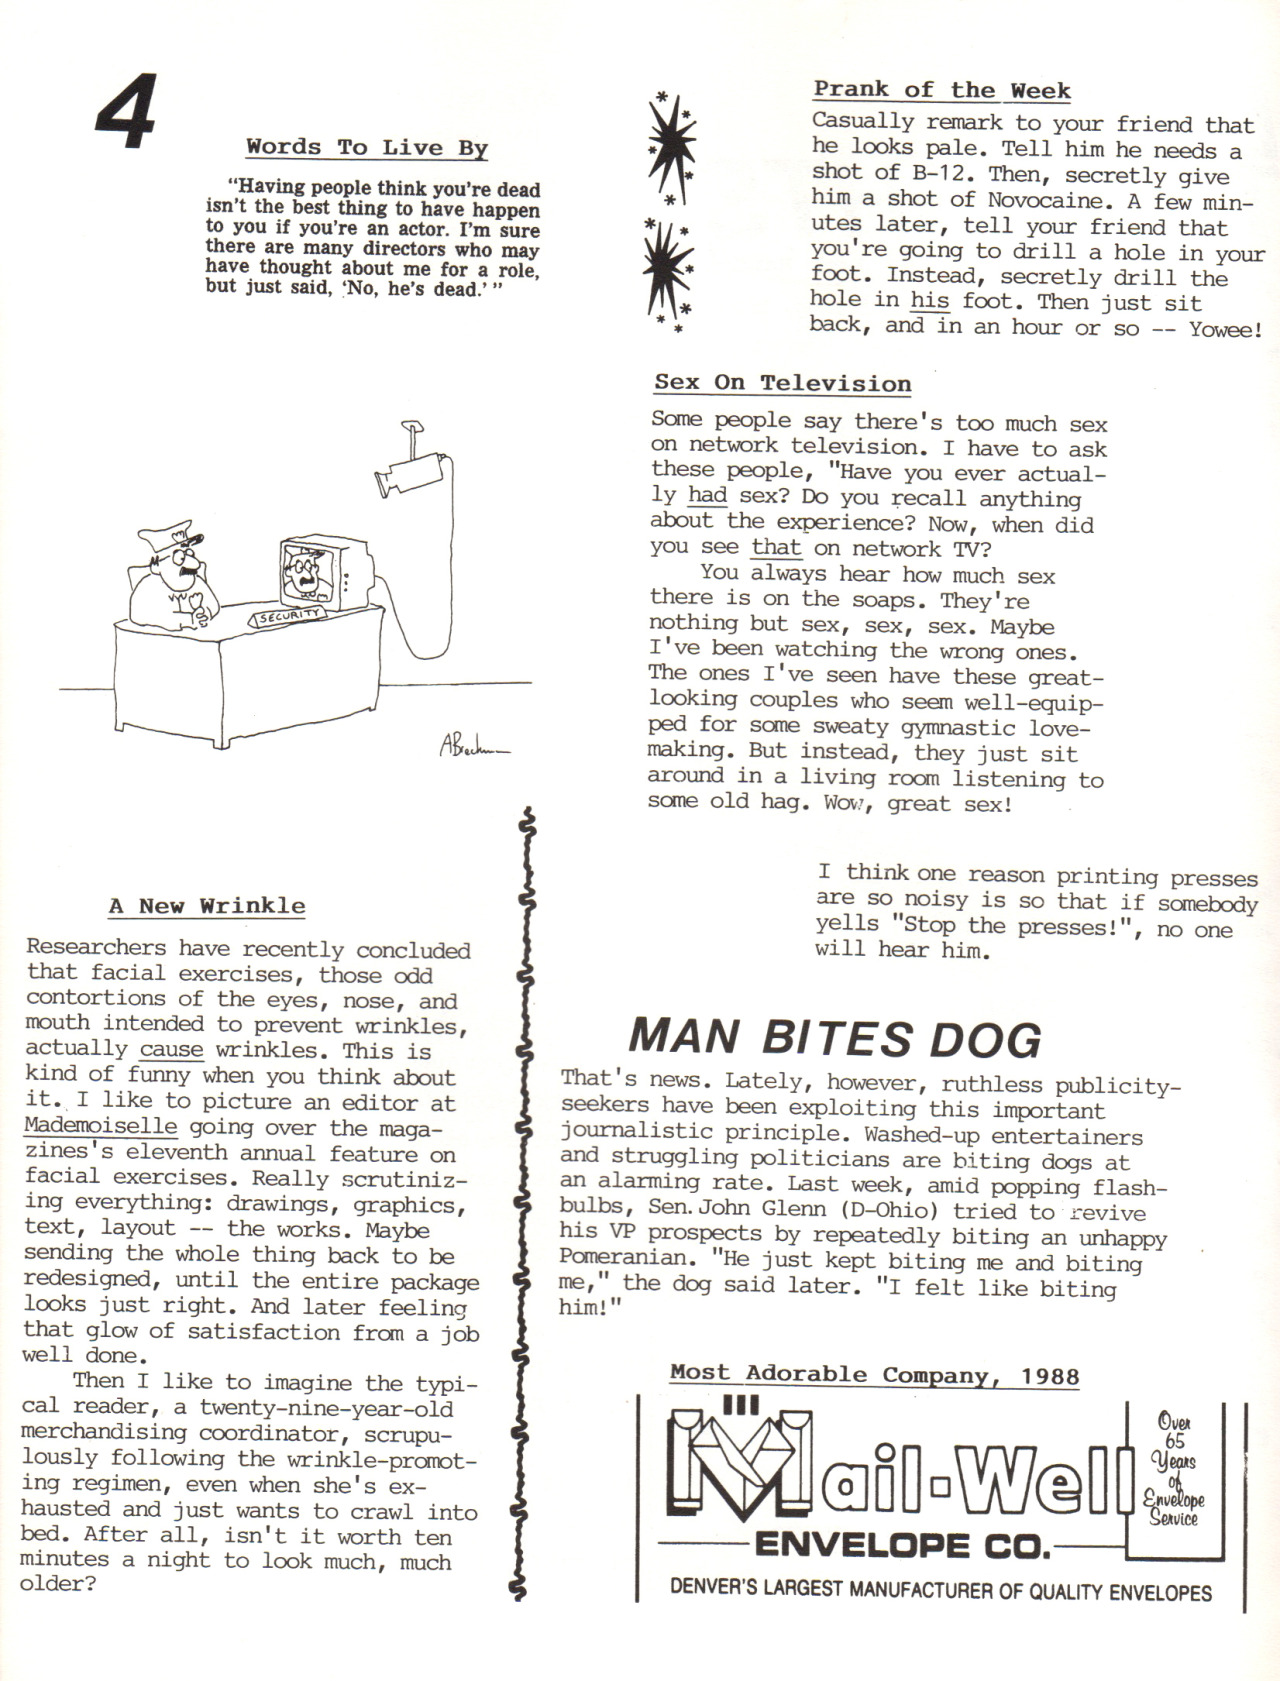 4
Words To Live By
"Having people think you're dead
isn't the best thing to have happen
to you if you're an actor. I'm sure
there are many directors who may
have thought about me for a role,
but just said, 'No, he's dead.' "
SECURITY
ABrechman
A New Wrinkle
Researchers have recently concluded
that facial exercises, those odd
contortions of the eyes, nose, and
mouth intended to prevent wrinkles,
actually cause wrinkles. This is
kind of funny when you think about
it. I like to picture an editor at
Mademoiselle going over the maga-
zines's eleventh annual feature on
facial exercises. Really scrutiniz-
ing everything: drawings, graphics,
text, layout -- the works. Maybe
sending the whole thing back to be
redesigned, until the entire package
looks just right. And later feeling
that glow of satisfaction from a job
well done.
Then I like to imagine the typi-
cal reader, a twenty-nine-year-old
merchandising coordinator, scrupu-
lously following the wrinkle-promot-
ing regimen, even when she's ex-
hausted and just wants to crawl into
bed. After all, isn't it worth ten
minutes a night to look much, much
older?
Prank of the Week
Casually remark to your friend that
he looks pale. Tell him he needs a
shot of B-12. Then, secretly give
him a shot of Novocaine. A few min-
utes later, tell your friend that
you're going to drill a hole in your
foot. Instead, secretly drill the
hole in his foot. Then just sit
back, and in an hour or so -- Yowee!
Sex On Television
Some people say there's too much sex
on network television. I have to ask
these people, "Have you ever actual-
ly had sex? Do you recall anything
about the experience? Now, when did
you see that on network TV?
You always hear how much sex
there is on the soaps. They're
nothing but sex, sex, sex. Maybe
I've been watching the wrong ones.
The ones I've seen have these great-
looking couples who seem well-equip-
ped for some sweaty gymnastic love-
making. But instead, they just sit
around in a living room listening to
some old hag. Wow, great sex!
I think one reason printing presses
are so noisy is so that if somebody
yells "Stop the presses!", no one
will hear him.
MAN BITES DOG
That's news. Lately, however, ruthless publicity-
seekers have been exploiting this important
journalistic principle. Washed-up entertainers
and struggling politicians are biting dogs at
an alarming rate. Last week, amid popping flash-
bulbs, Sen. John Glenn (D-Ohio) tried to revive
his VP prospects by repeatedly biting an unhappy
Pomeranian. "He just kept biting me and biting
me," the dog said later. "I felt like biting
him!"
Most Adorable Company, 1988
Mail-Well
ENVELOPE CO.
Over
65
Years
of
Envelope
Service
DENVER'S LARGEST MANUFACTURER OF QUALITY ENVELOPES